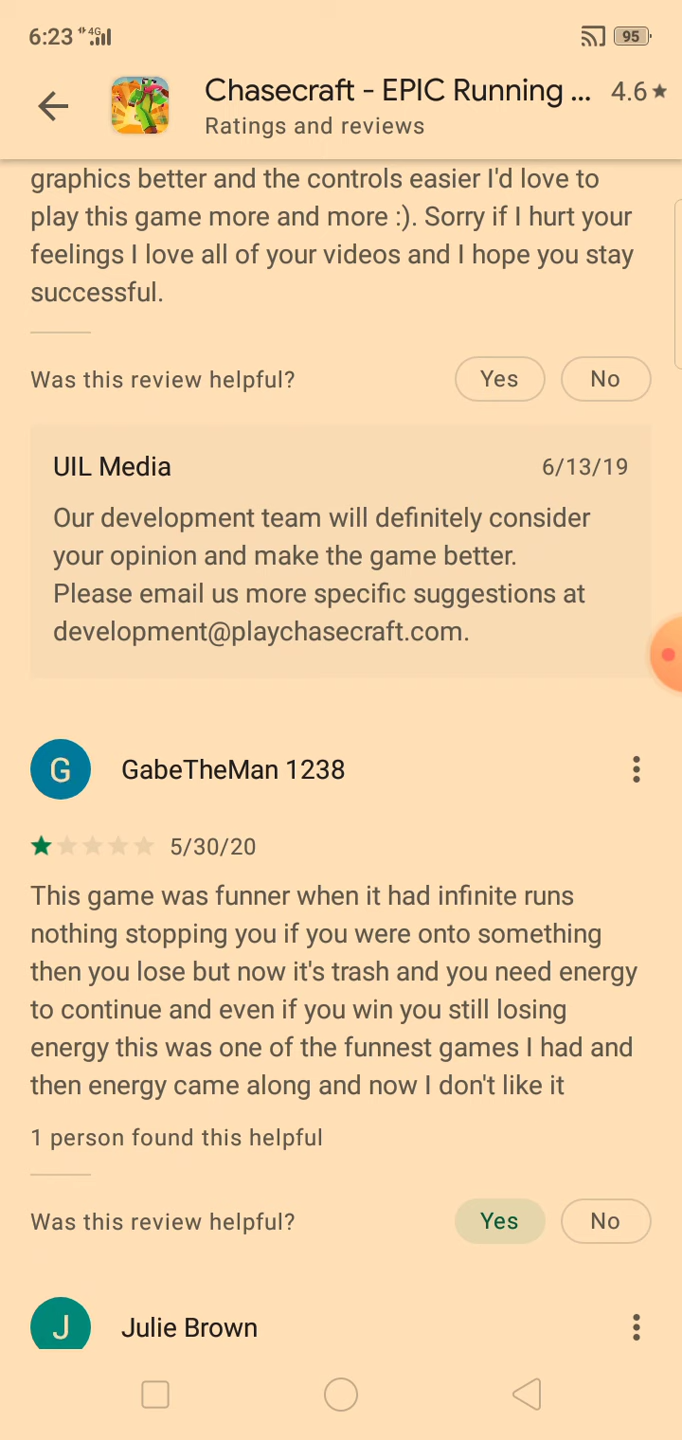 6:23 4G 95
Chasecraft - EPIC Running ... 4.6★
Ratings and reviews
graphics better and the controls easier I'd love to
play this game more and more :). Sorry if I hurt your
feelings I love all of your videos and I hope you stay
successful.
Was this review helpful? Yes No
UIL Media 6/13/19
Our development team will definitely consider
your opinion and make the game better.
Please email us more specific suggestions at
development@playchasecraft.com.
G GabeTheMan 1238
5/30/20
This game was funner when it had infinite runs
nothing stopping you if you were onto something
then you lose but now it's trash and you need energy
to continue and even if you win you still losing
energy this was one of the funnest games I had and
then energy came along and now I don't like it
1 person found this helpful
Was this review helpful? Yes No
J Julie Brown